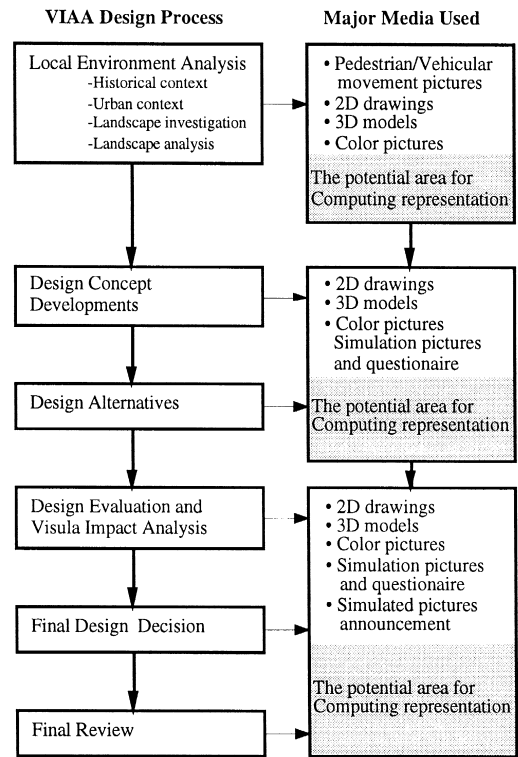 VIAA Design Process
Major Media Used
Local Environment Analysis
-Historical context
-Urban context
-Landscape investigation
-Landscape analysis
• Pedestrian/Vehicular
movement pictures
• 2D drawings
• 3D models
• Color pictures
The potential area for
Computing representation
Design Concept
Developments
• 2D drawings
• 3D models
• Color pictures
Simulation pictures
and questionaire
Design Alternatives
The potential area for
Computing representation
Design Evaluation and
Visula Impact Analysis
• 2D drawings
• 3D models
• Color pictures
• Simulation pictures
and questionaire
• Simulated pictures
announcement
Final Design Decision
The potential area for
Computing representation
Final Review